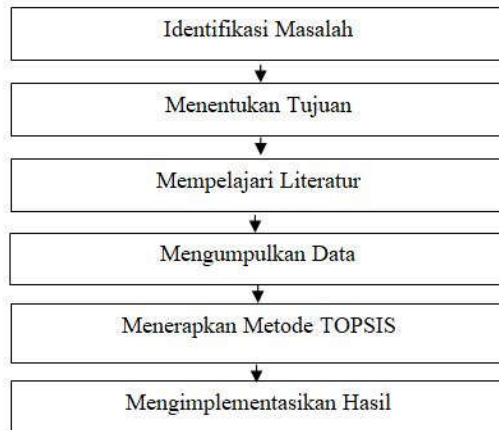 Identifikasi Masalah
Menentukan Tujuan
Mempelajari Literatur
Mengumpulkan Data
Menerapkan Metode TOPSIS
Mengimplementasikan Hasil